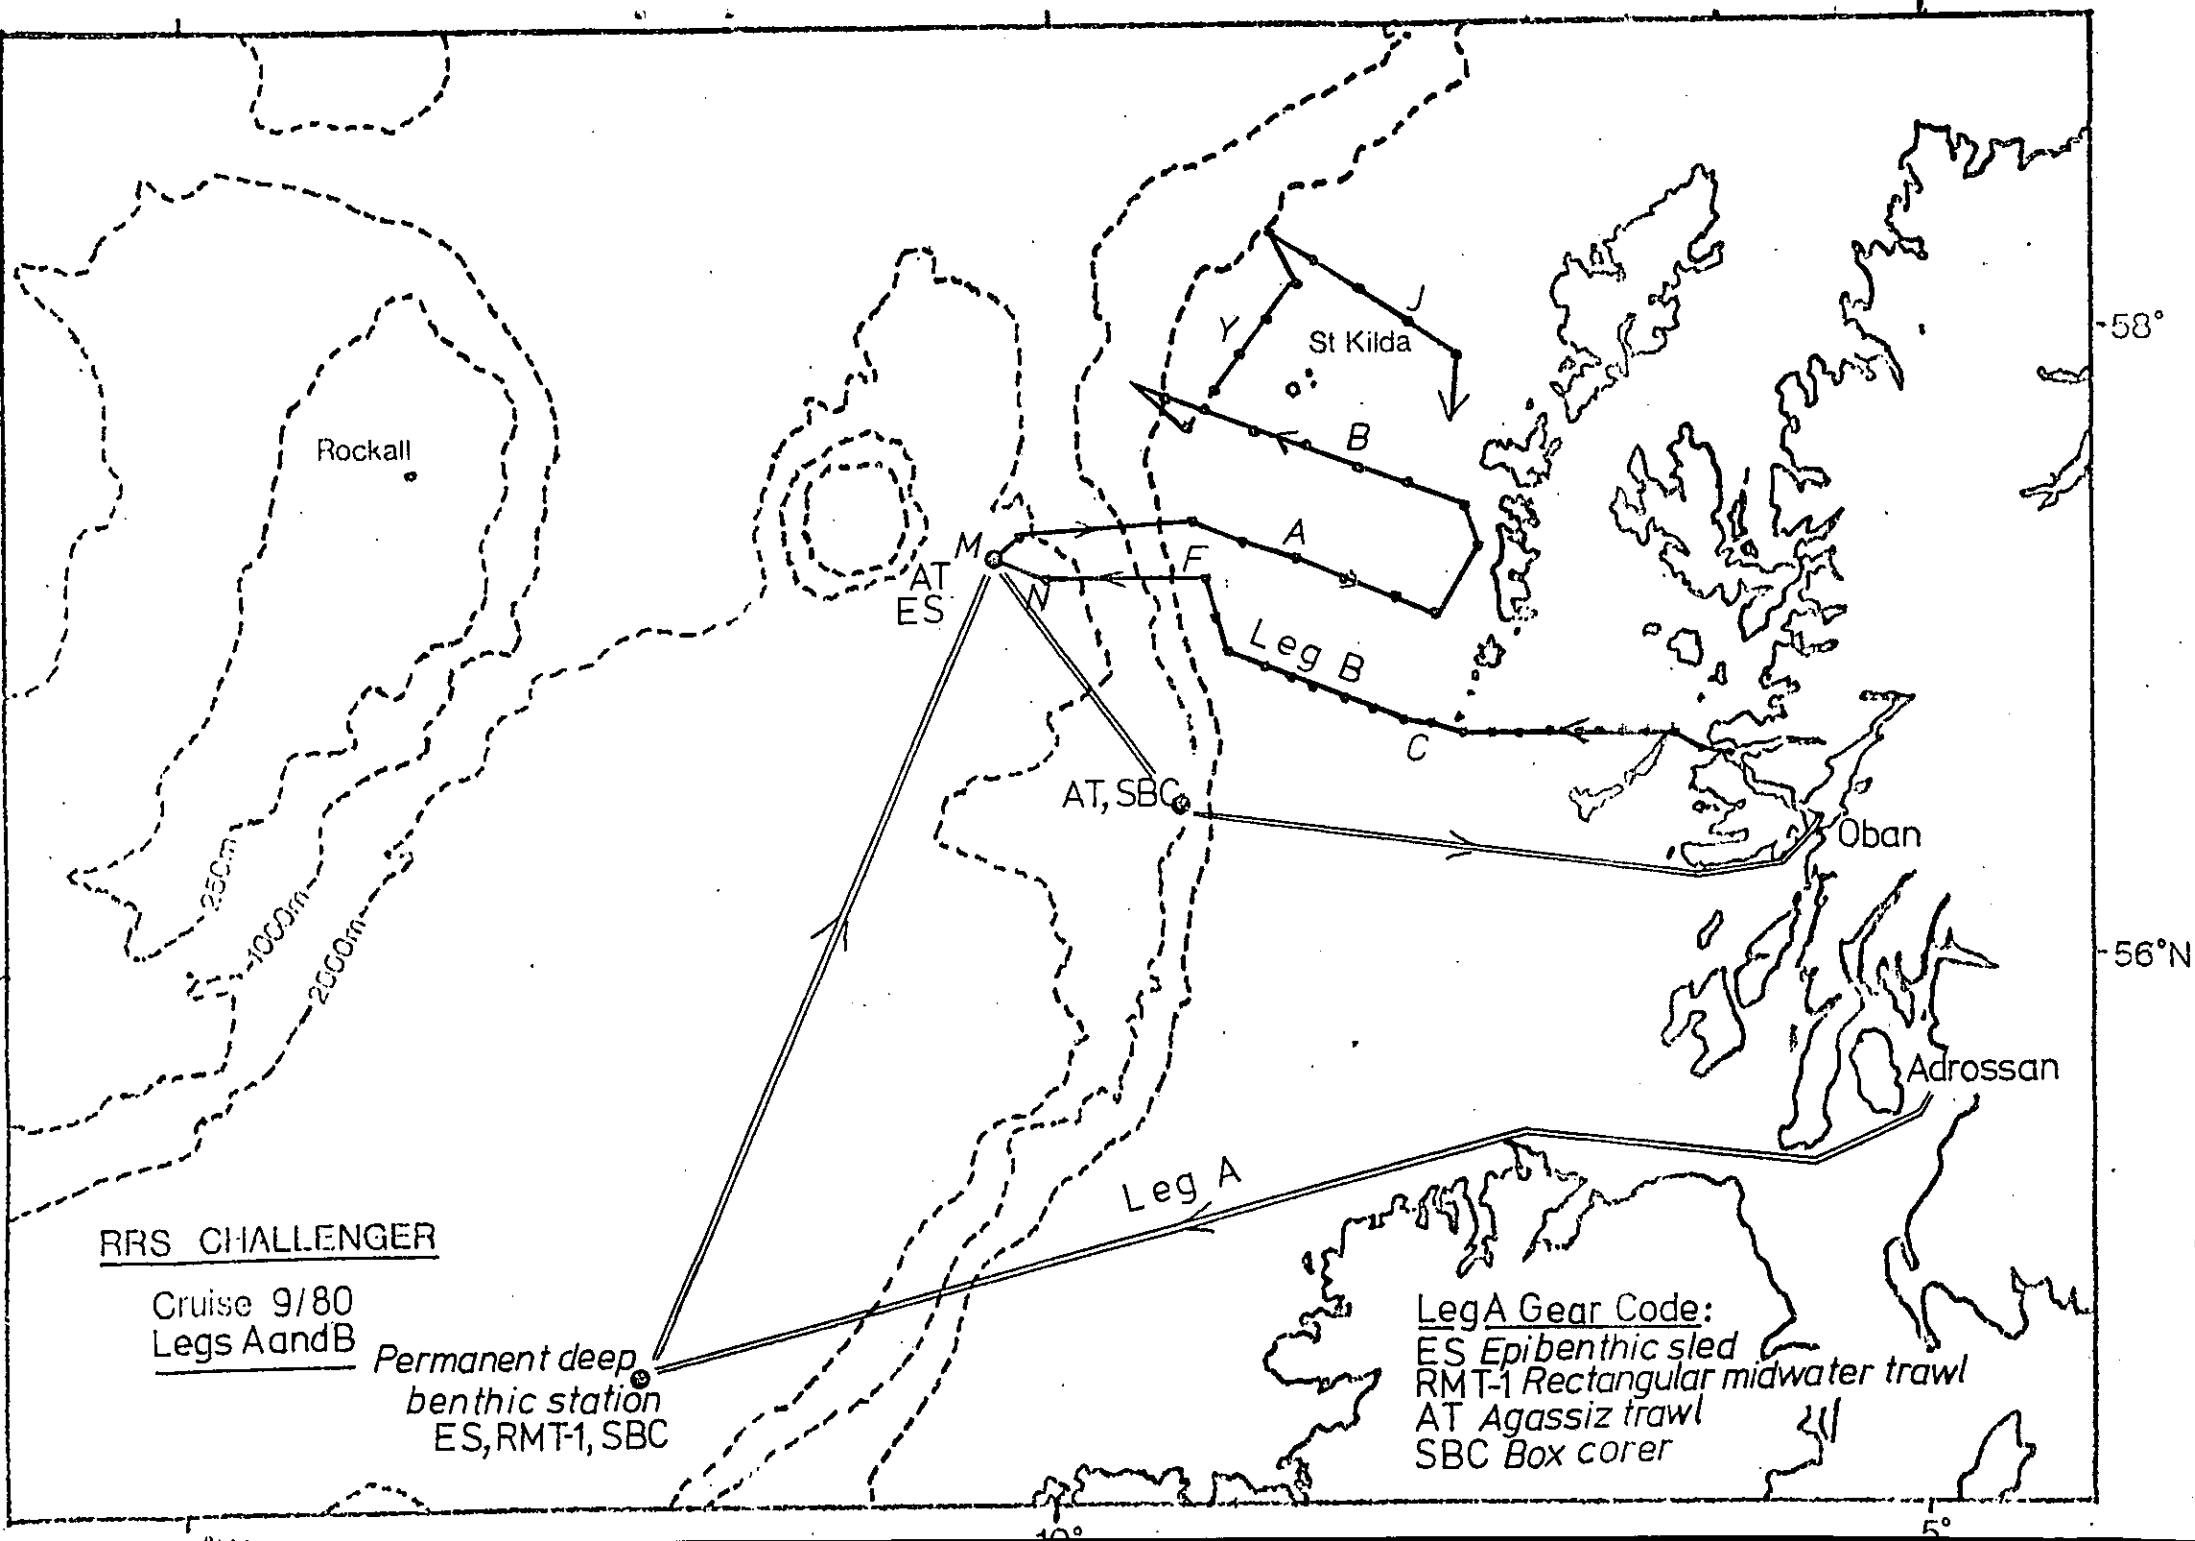 J
58°
Y
St Kilda
B
Rockall
A
M
F
AT
N
ES
Leg B
C
AT, SBC
Oban
250m
1000m
56°N
2000m
Adrossan
Leg A
RRS CHALLENGER
Cruise 9/80
Legs A and B
Permanent deep
benthic station
ES, RMT-1, SBC
Leg A Gear Code:
ES Epibenthic sled
RMT-1 Rectangular midwater trawl
AT Agassiz trawl
SBC Box corer
10°
5°